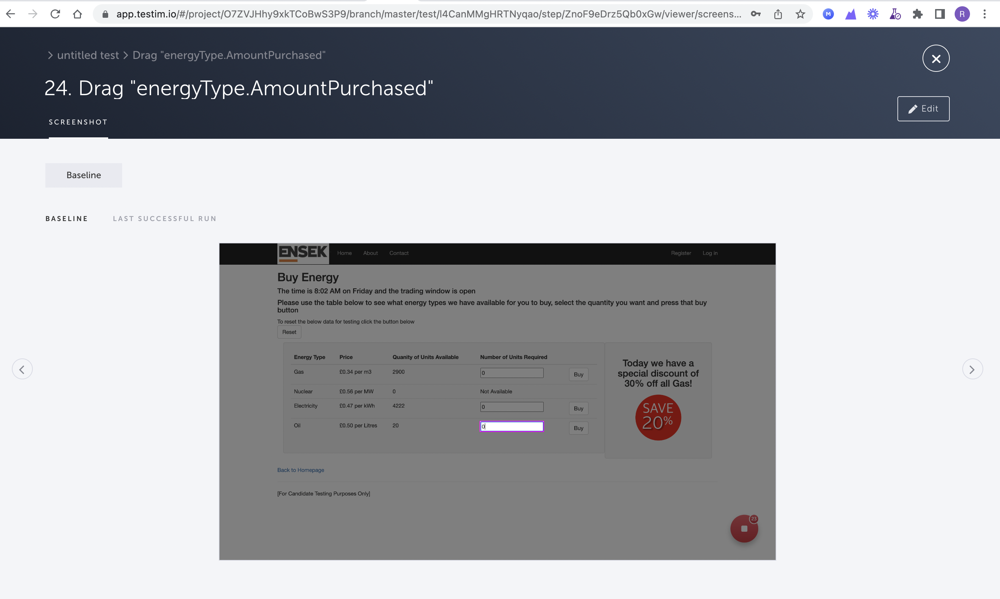 app.testim.io/#/project/O7ZVJHhy9xkTCoBwS3P9/branch/master/test/I4CanMMgHRTNyqao/step/ZnoF9eDrz5Qb0xGw/viewer/screens...
M
R
> untitled test > Drag "energyType.AmountPurchased"
24. Drag "energyType.AmountPurchased"
Edit
SCREENSHOT
Baseline
BASELINE LAST SUCCESSFUL RUN
ENSEK Home About Contact Register Log in
Buy Energy
The time is 8:02 AM on Friday and the trading window is open
Please use the table below to see what energy types we have available for you to buy, select the quantity you want and press that buy
button
To reset the below data for testing click the button below
Reset
Energy Type Price Quanity of Units Available Number of Units Required
Gas £0.34 per m3 2900 0 Buy
Nuclear £0.56 per MW 0 Not Available
Electricity £0.47 per kWh 4222 0 Buy
Oil £0.50 per Litres 20 0 Buy
Today we have a
special discount of
30% off all Gas!
SAVE
20%
Back to Homepage
[For Candidate Testing Purposes Only]
23